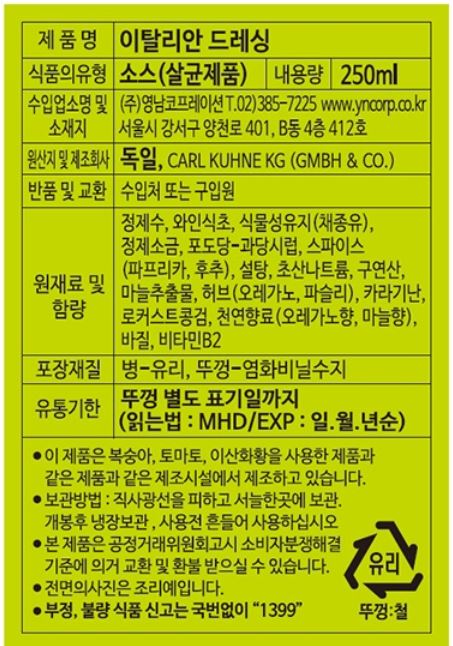 제품명 이탈리안 드레싱
식품의유형 소스(살균제품) 내용량 250ml
수입업소명 및 (주)영남코프레이션 T.02)385-7225 www.yncorp.co.kr
소재지 서울시 강서구 양천로 401, B동 4층 412호
원산지 및 제조회사 독일, CARL KUHNE KG (GMBH & CO.)
반품 및 교환 수입처 또는 구입원
원재료 및
함량
정제수, 와인식초, 식물성유지(채종유),
정제소금, 포도당-과당시럽, 스파이스
(파프리카, 후추), 설탕, 초산나트륨, 구연산,
마늘추출물, 허브(오레가노, 파슬리), 카라기난,
로커스트콩검, 천연향료(오레가노향, 마늘향),
바질, 비타민B2
포장재질 병-유리, 뚜껑-염화비닐수지
유통기한 뚜껑 별도 표기일까지
(읽는법 : MHD/EXP : 일.월.년순)
● 이 제품은 복숭아, 토마토, 이산화황을 사용한 제품과
같은 제품과 같은 제조시설에서 제조하고 있습니다.
● 보관방법 : 직사광선을 피하고 서늘한곳에 보관.
개봉후 냉장보관 , 사용전 흔들어 사용하십시오
● 본 제품은 공정거래위원회고시 소비자분쟁해결
기준에 의거 교환 및 환불 받으실 수 있습니다.
● 전면의사진은 조리예입니다.
● 부정, 불량 식품 신고는 국번없이 “1399”
유리
뚜껑:철